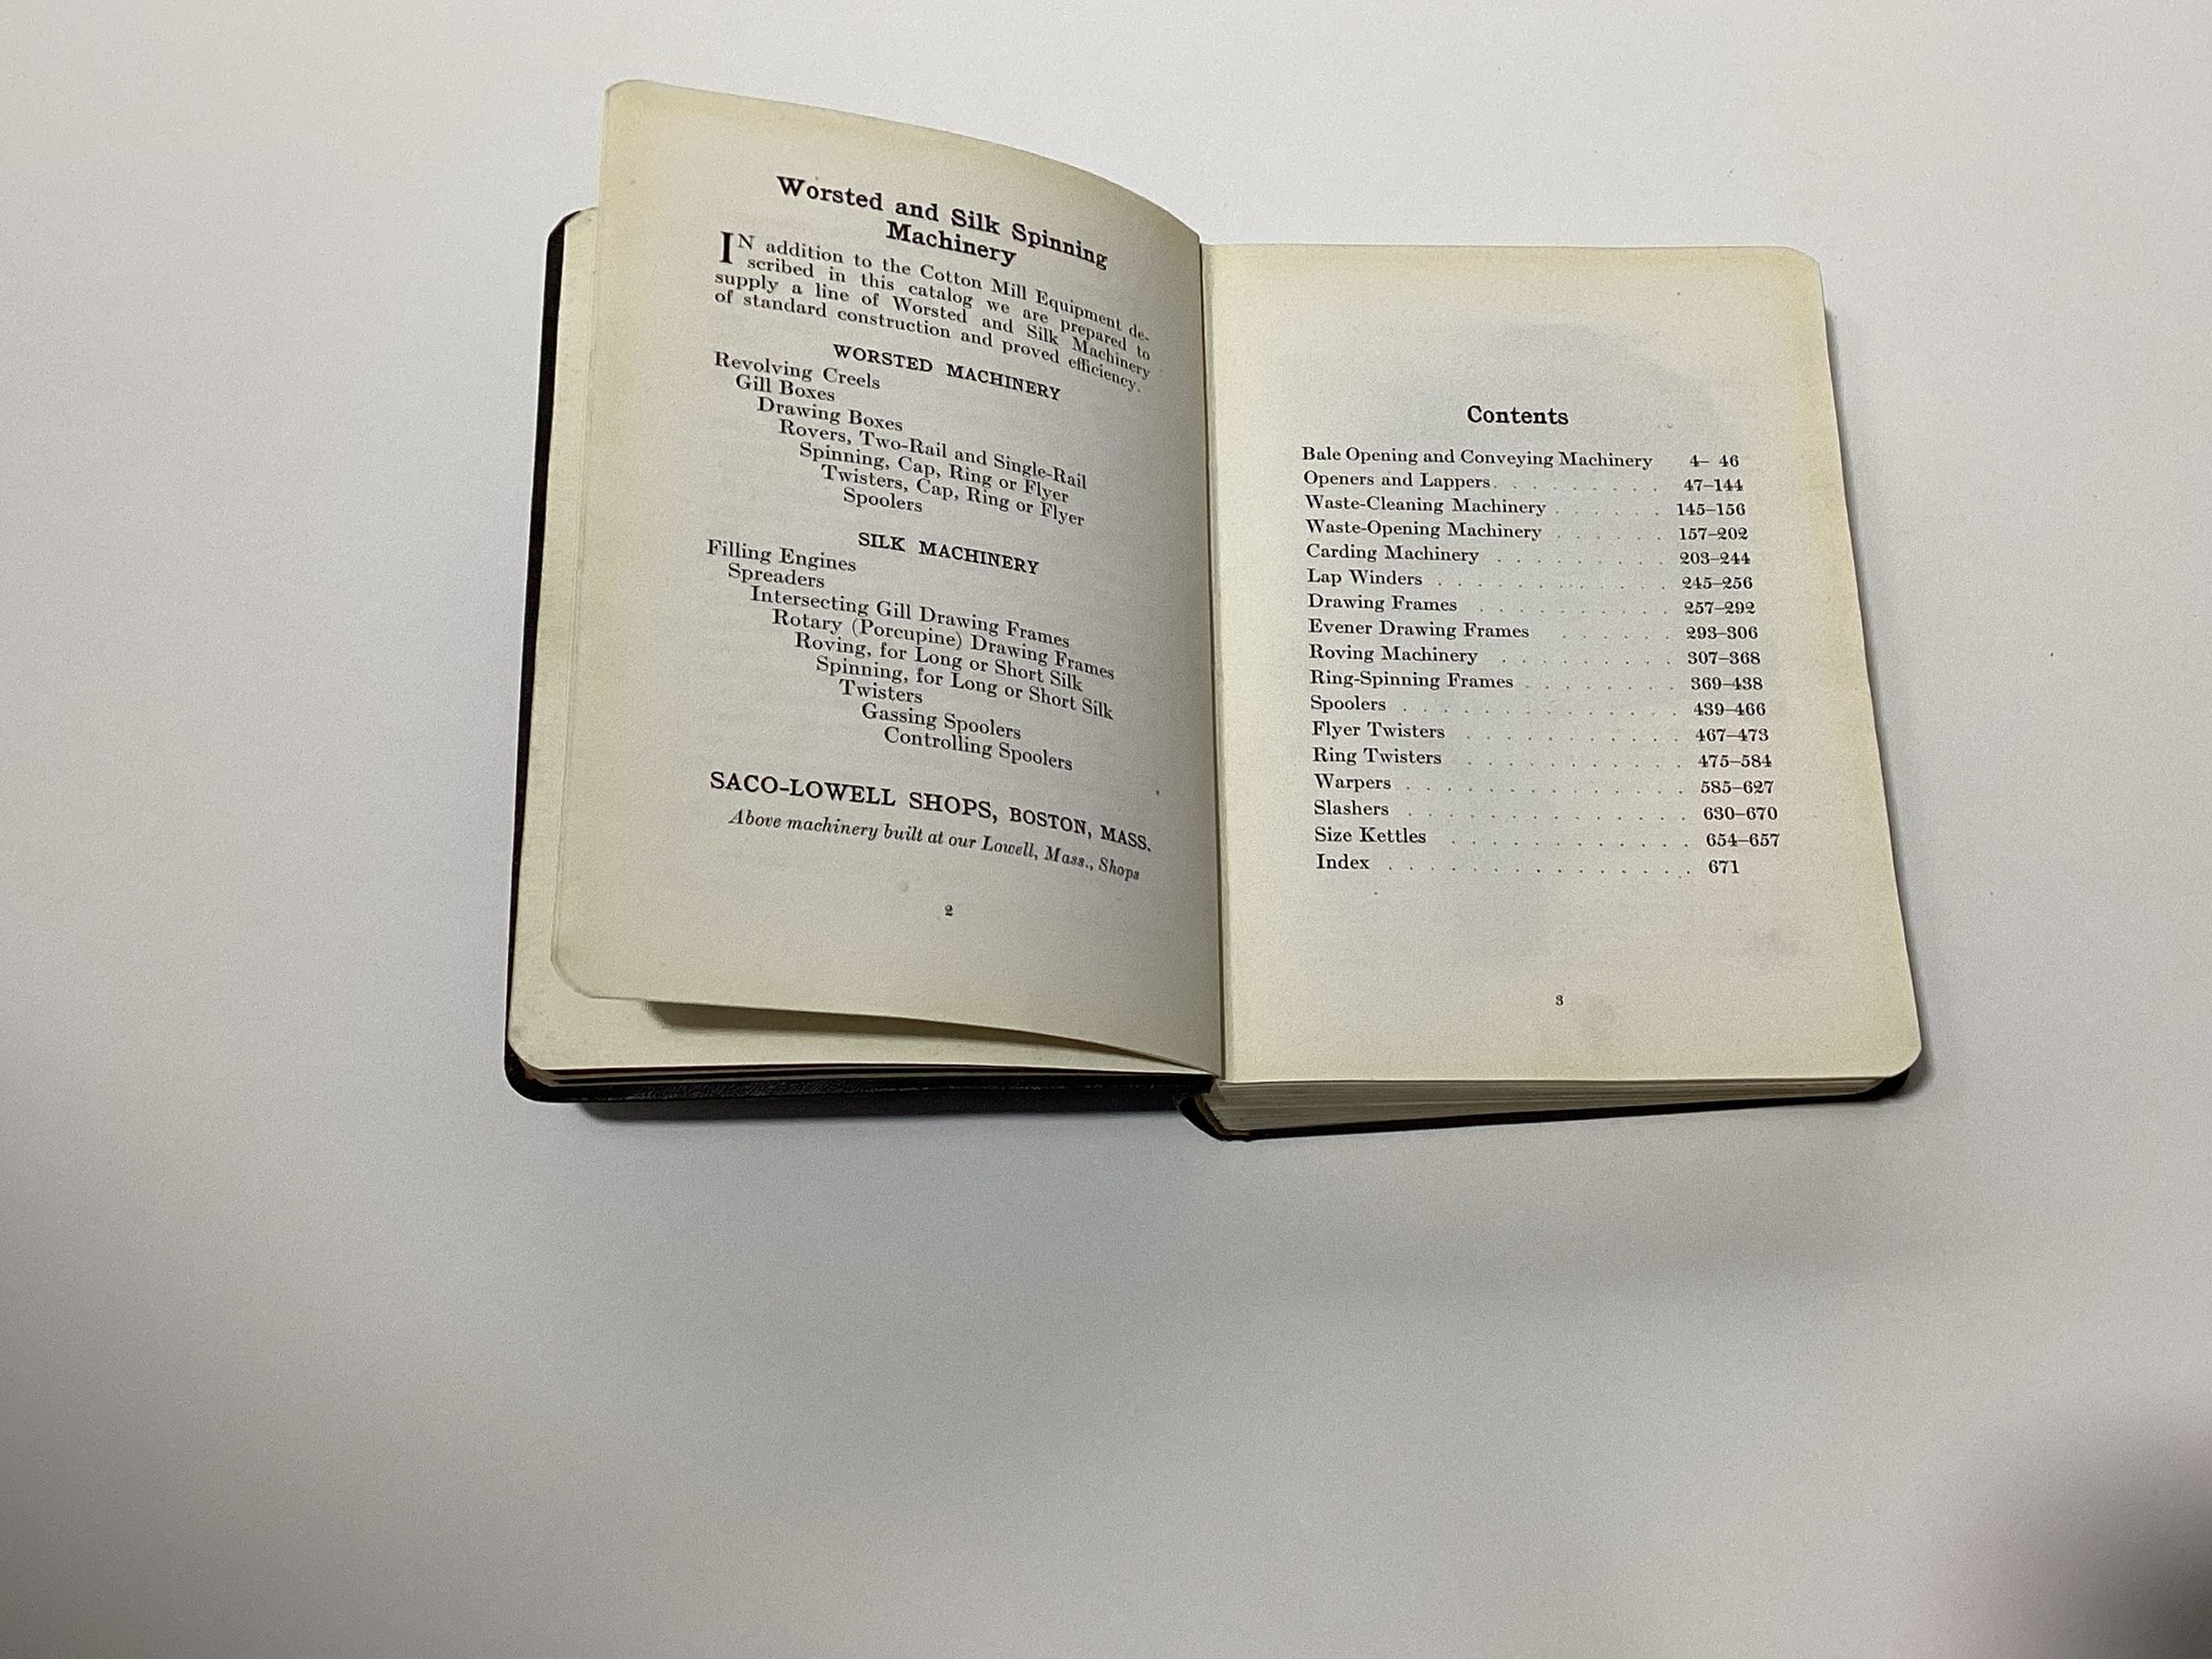 Worsted and Silk Spinning
Machinery
IN addition to the Cotton Mill Equipment de-
scribed in this catalog we are prepared to
supply a line of Worsted and Silk Machinery
of standard construction and proved efficiency.
WORSTED MACHINERY
Revolving Creels
Gill Boxes
Drawing Boxes
Rovers, Two-Rail and Single-Rail
Spinning, Cap, Ring or Flyer
Twisters, Cap, Ring or Flyer
Spoolers
SILK MACHINERY
Filling Engines
Spreaders
Intersecting Gill Drawing Frames
Rotary (Porcupine) Drawing Frames
Roving, for Long or Short Silk
Spinning, for Long or Short Silk
Twisters
Gassing Spoolers
Controlling Spoolers
SACO-LOWELL SHOPS, BOSTON, MASS.
Above machinery built at our Lowell, Mass., Shops
2
Contents
Bale Opening and Conveying Machinery 4– 46
Openers and Lappers . . . . . . . . . 47–144
Waste-Cleaning Machinery . . . . . . 145–156
Waste-Opening Machinery . . . . . . 157–202
Carding Machinery . . . . . . . . . 203–244
Lap Winders . . . . . . . . . . . . 245–256
Drawing Frames . . . . . . . . . . 257–292
Evener Drawing Frames . . . . . . 293–306
Roving Machinery . . . . . . . . . 307–368
Ring-Spinning Frames . . . . . . . . 369–438
Spoolers . . . . . . . . . . . . . . 439–466
Flyer Twisters . . . . . . . . . . . 467–473
Ring Twisters . . . . . . . . . . . 475–584
Warpers . . . . . . . . . . . . . . 585–627
Slashers . . . . . . . . . . . . . . 630–670
Size Kettles . . . . . . . . . . . . 654–657
Index . . . . . . . . . . . . . . . 671
3